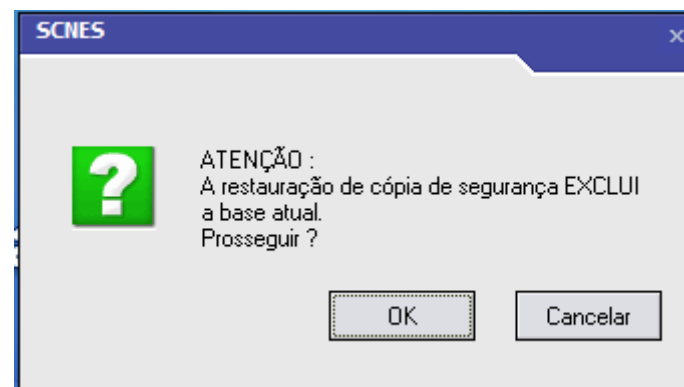 SCNES
ATENÇÃO :
A restauração de cópia de segurança EXCLUI
a base atual.
Prosseguir ?
OK
Cancelar